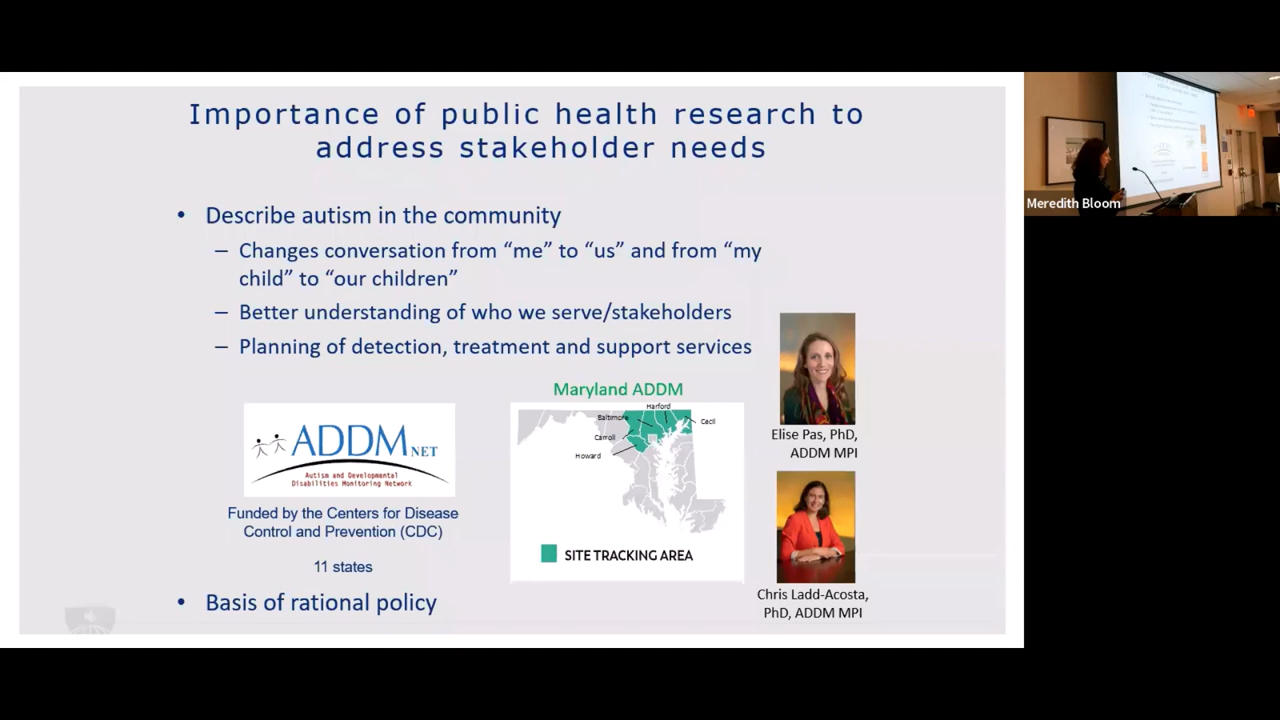 Importance of public health research to
address stakeholder needs
• Describe autism in the community
– Changes conversation from “me” to “us” and from “my
child” to “our children”
– Better understanding of who we serve/stakeholders
– Planning of detection, treatment and support services
Maryland ADDM
Harford
Baltimore
Cecil
Carroll
Howard
SITE TRACKING AREA
ADDM NET
Autism and Developmental
Disabilities Monitoring Network
Funded by the Centers for Disease
Control and Prevention (CDC)
11 states
• Basis of rational policy
Elise Pas, PhD,
ADDM MPI
Chris Ladd-Acosta,
PhD, ADDM MPI
Meredith Bloom